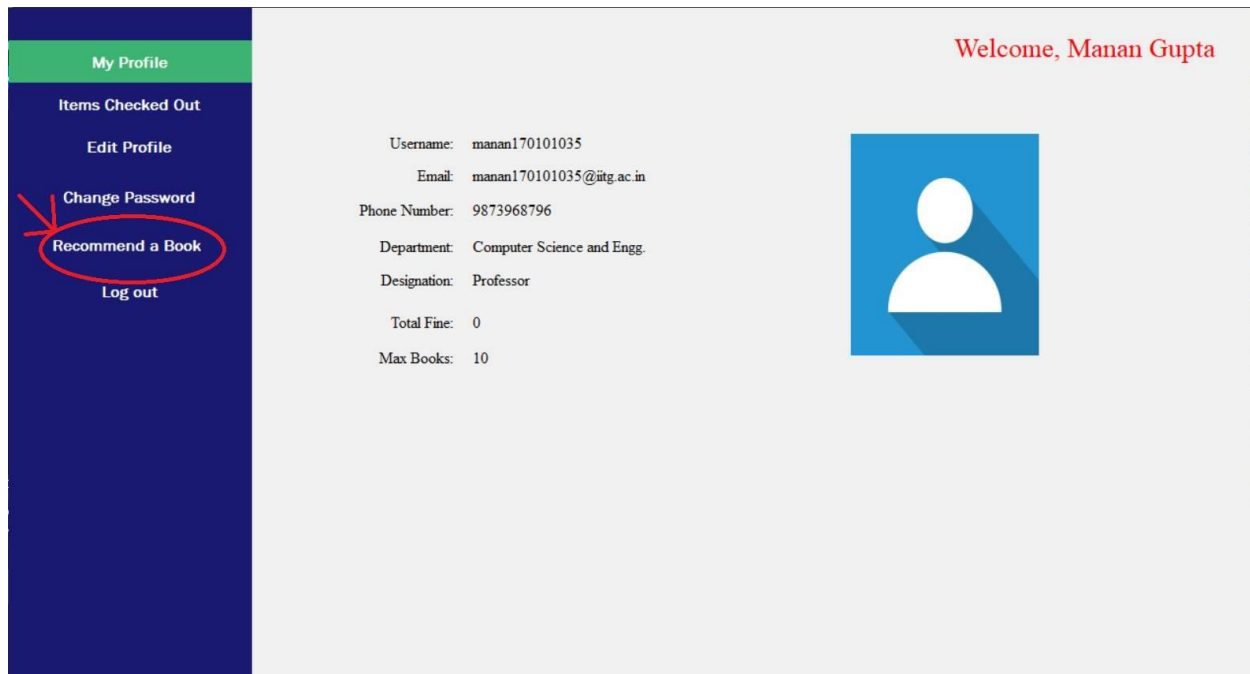 My Profile
Items Checked Out
Edit Profile
Change Password
Recommend a Book
Log out
Welcome, Manan Gupta
Username: manan170101035
Email: manan170101035@iitg.ac.in
Phone Number: 9873968796
Department: Computer Science and Engg.
Designation: Professor
Total Fine: 0
Max Books: 10